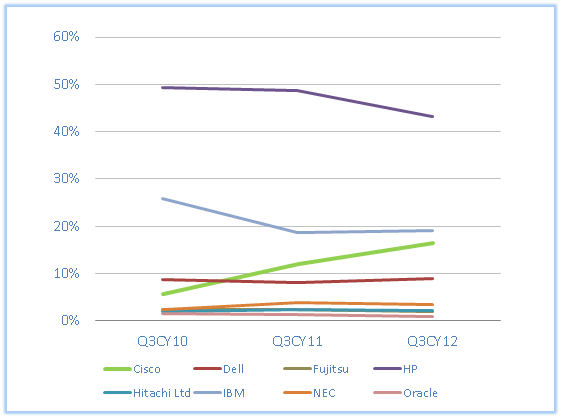 60%
50%
40%
30%
20%
10%
0%
Q3CY10 Q3CY11 Q3CY12
Cisco Dell Fujitsu HP
Hitachi Ltd IBM NEC Oracle